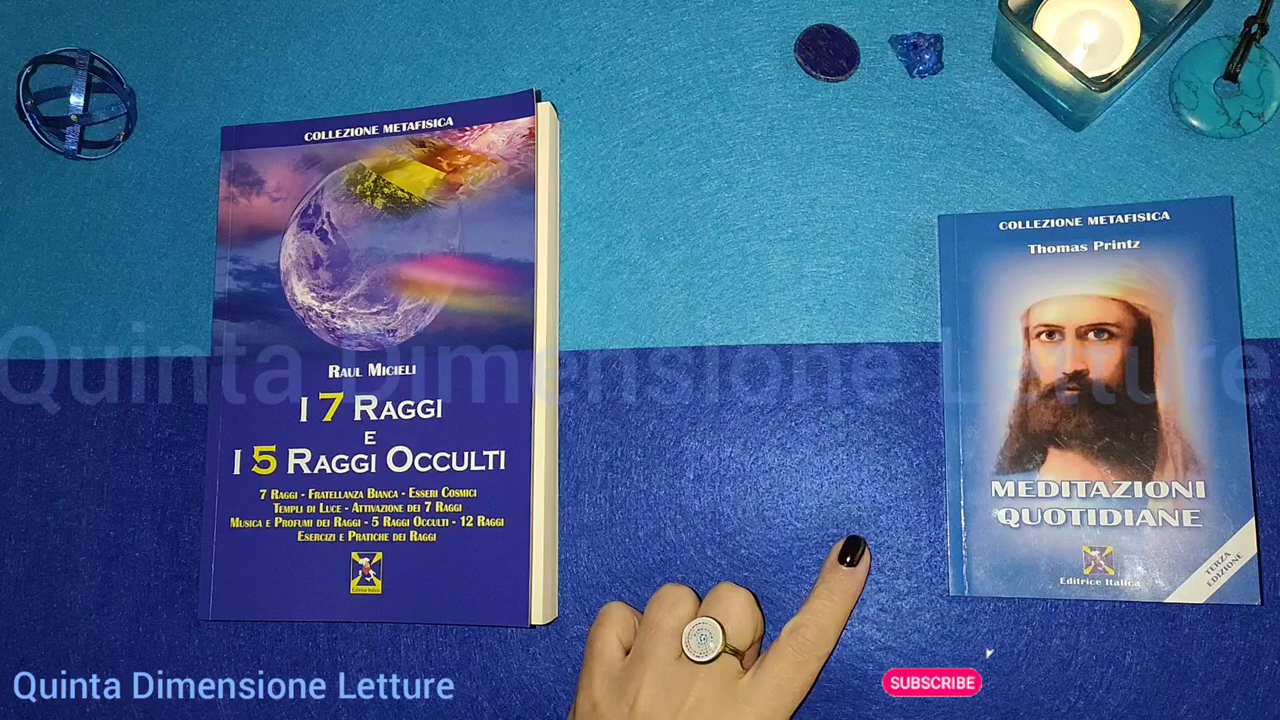 COLLEZIONE METAFISICA
RAUL MICIELI
I 7 RAGGI
E
I 5 RAGGI OCCULTI
7 RAGGI - FRATELLANZA BIANCA - ESSERI COSMICI
TEMPLI DI LUCE - ATTIVAZIONE DEI 7 RAGGI
MUSICA E PROFUMI DEI RAGGI - 5 RAGGI OCCULTI - 12 RAGGI
ESERCIZI E PRATICHE DEI RAGGI
Editrice Italica
COLLEZIONE METAFISICA
Thomas Printz
MEDITAZIONI
QUOTIDIANE
Editrice Italica
TERZA
EDIZIONE
Quinta Dimensione Letture
Quinta Dimensione Letture
SUBSCRIBE